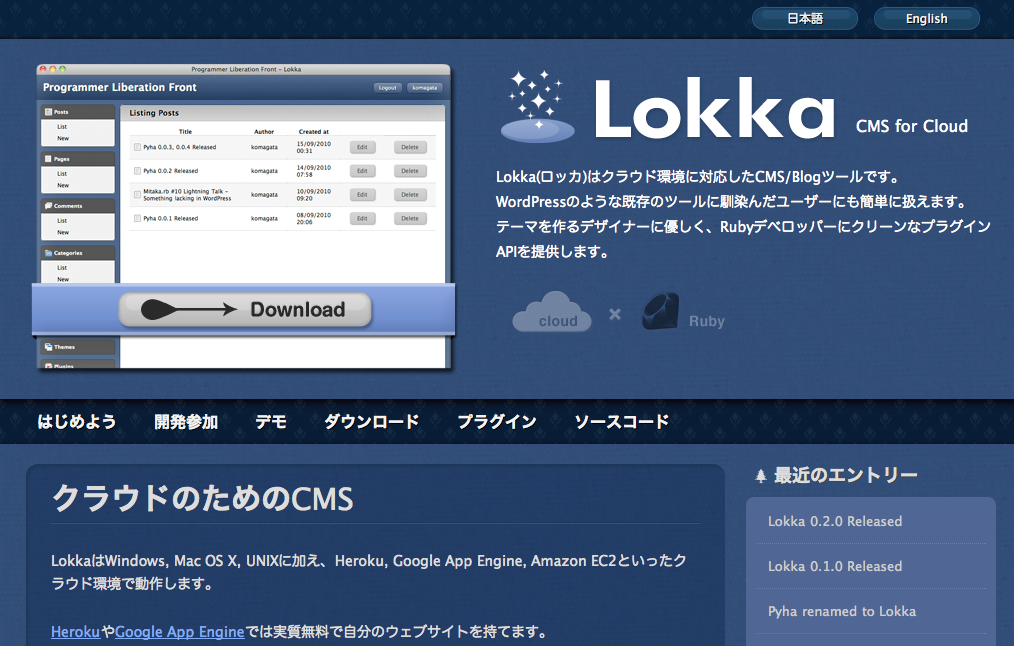 日本語
English
Programmer Liberation Front – Lokka
Programmer Liberation Front
Logout
komagata
Posts
List
New
Pages
List
New
Comments
List
New
Categories
List
New
Themes
Plugins
Listing Posts
Title Author Created at
Pyha 0.0.3, 0.0.4 Released komagata 15/09/2010 00:31 Edit Delete
Pyha 0.0.2 Released komagata 14/09/2010 07:58 Edit Delete
Mitaka.rb #10 Lightning Talk – Something lacking in WordPress komagata 10/09/2010 09:20 Edit Delete
Pyha 0.0.1 Released komagata 08/09/2010 20:06 Edit Delete
Download
Lokka
CMS for Cloud
Lokka(ロッカ)はクラウド環境に対応したCMS/Blogツールです。
WordPressのような既存のツールに馴染んだユーザーにも簡単に扱えます。
テーマを作るデザイナーに優しく、Rubyデベロッパーにクリーンなプラグイン
APIを提供します。
cloud × Ruby
はじめよう 開発参加 デモ ダウンロード プラグイン ソースコード
クラウドのためのCMS
LokkaはWindows, Mac OS X, UNIXに加え、Heroku, Google App Engine, Amazon EC2といったク
ラウド環境で動作します。
HerokuやGoogle App Engineでは実質無料で自分のウェブサイトを持てます。
最近のエントリー
Lokka 0.2.0 Released
Lokka 0.1.0 Released
Pyha renamed to Lokka